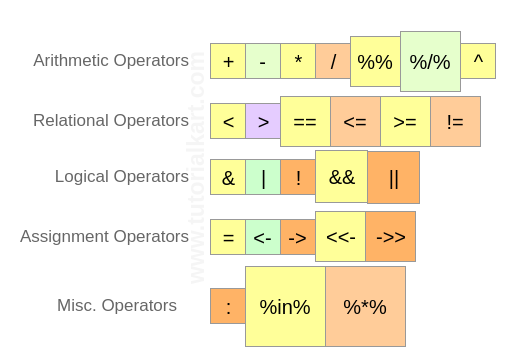 Arithmetic Operators + - * / %% %/% ^
Relational Operators < > == <= >= !=
Logical Operators & | ! && ||
Assignment Operators = <- -> <<- ->>
Misc. Operators : %in% %*%
www.tutorialkart.com